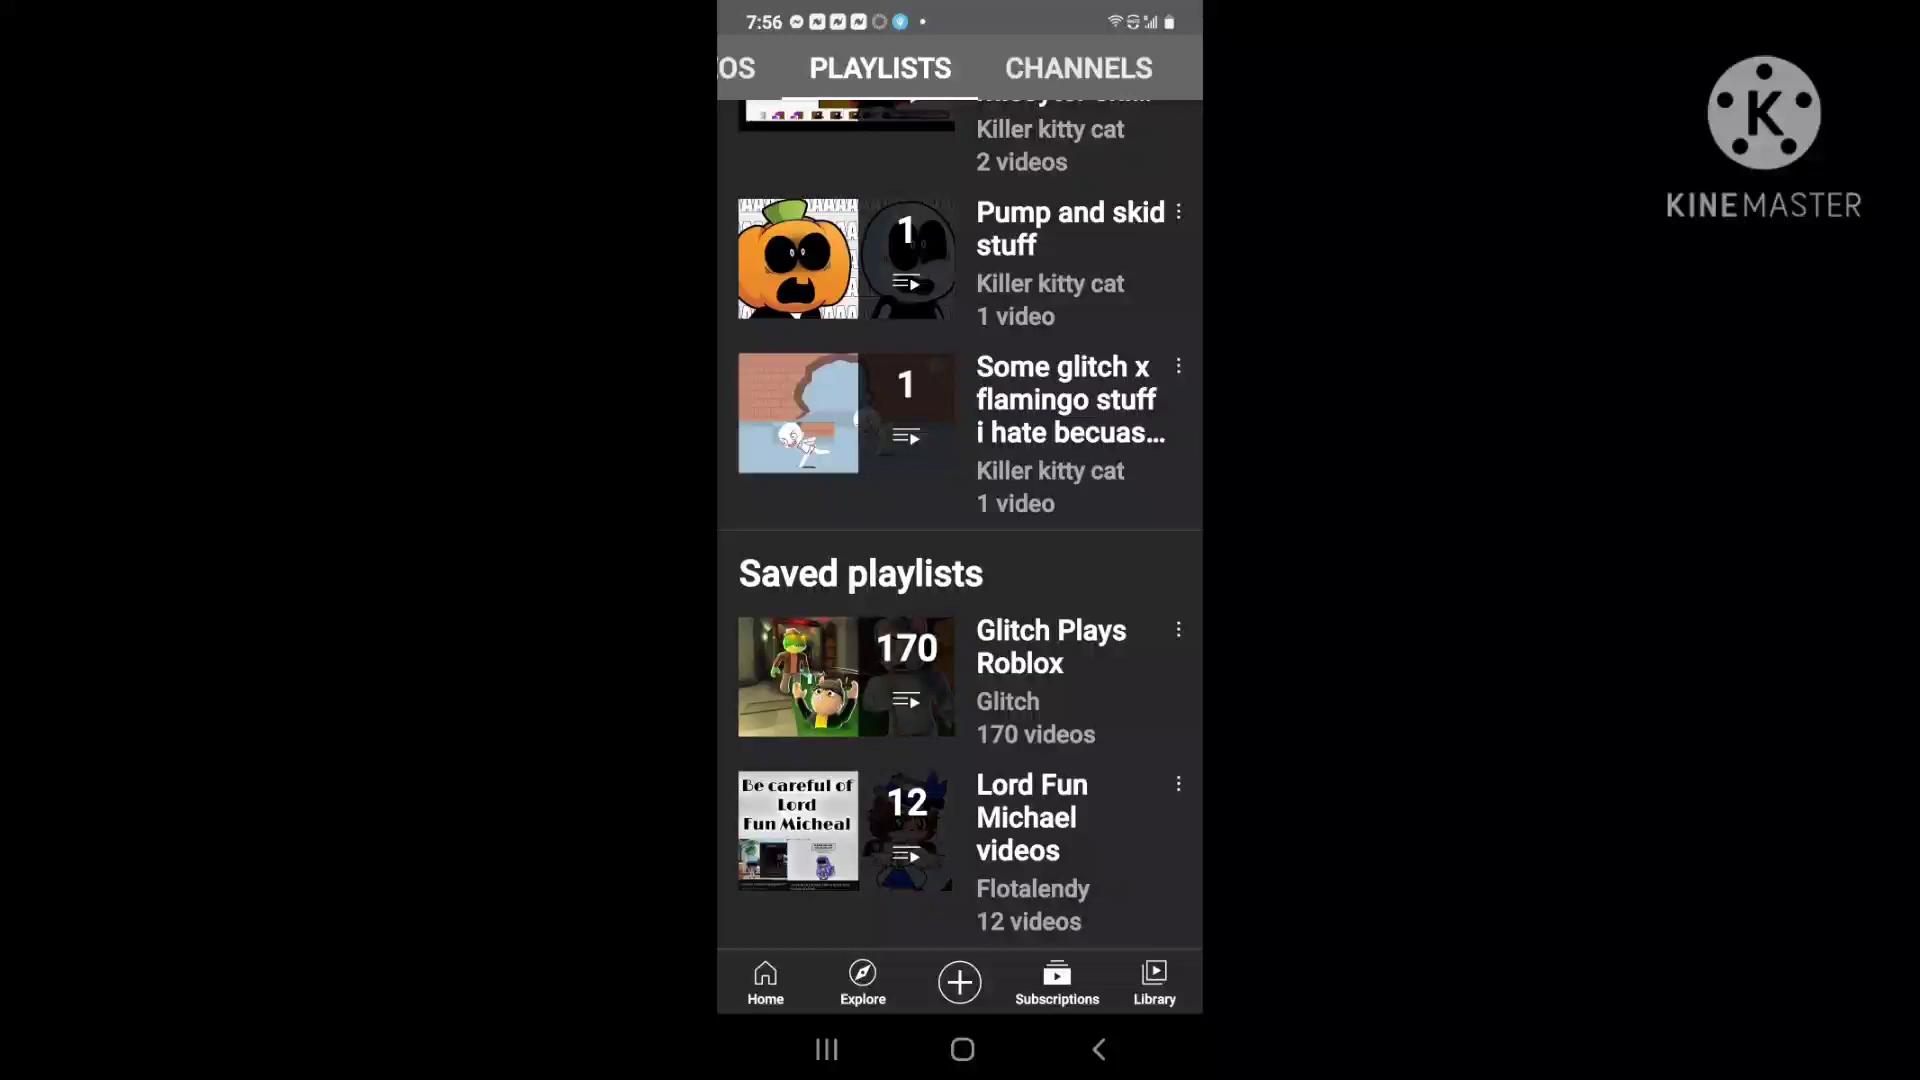 7:56
OS PLAYLISTS CHANNELS
Killer kitty cat
2 videos
1
Pump and skid
stuff
Killer kitty cat
1 video
1
Some glitch x
flamingo stuff
i hate becuas...
Killer kitty cat
1 video
Saved playlists
170
Glitch Plays
Roblox
Glitch
170 videos
Be careful of
Lord
Fun Micheal
12
Lord Fun
Michael
videos
Flotalendy
12 videos
Home Explore Subscriptions Library
K
KINEMASTER